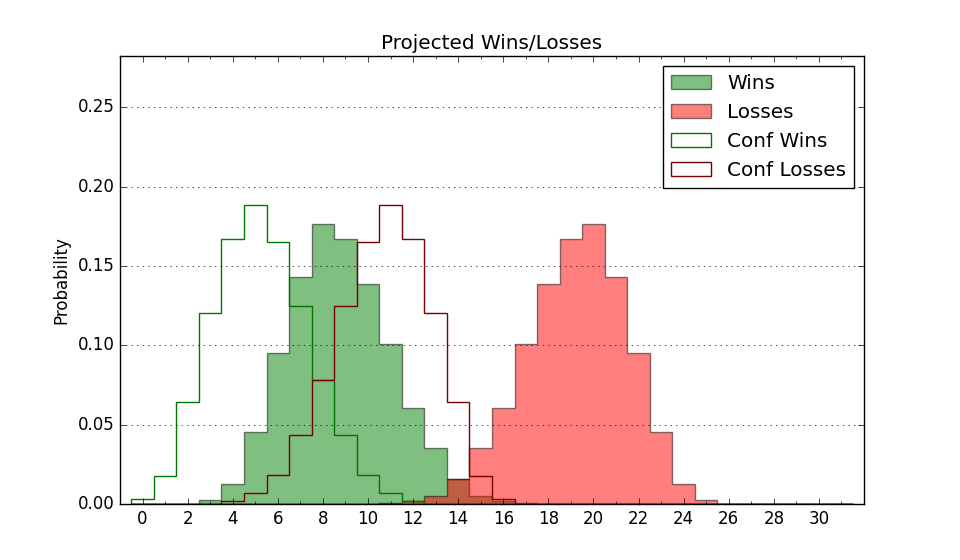 Projected Wins/Losses
Wins
Losses
Conf Wins
Conf Losses
Probability
0.25
0.20
0.15
0.10
0.05
0.00
0 2 4 6 8 10 12 14 16 18 20 22 24 26 28 30